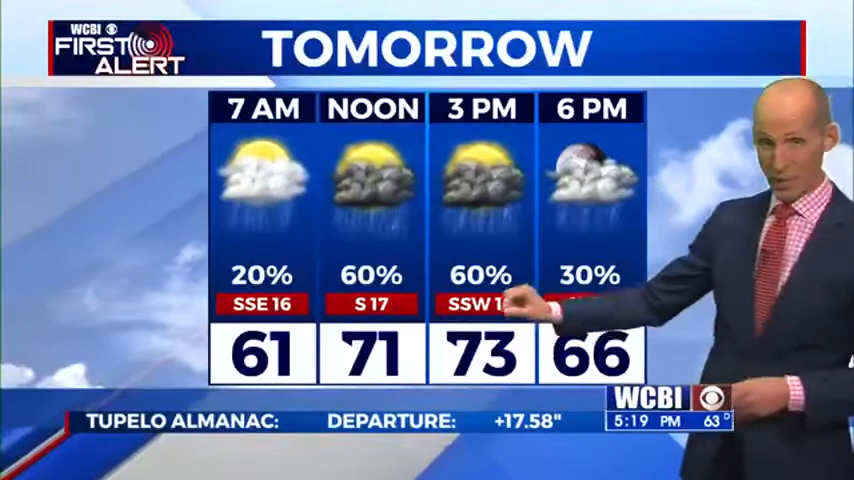 WCBI
FIRST
ALERT
TOMORROW
7 AM NOON 3 PM 6 PM
20% 60% 60% 30%
SSE 16 S 17 SSW
61 71 73 66
WCBI
5:19 PM 63°
TUPELO ALMANAC: DEPARTURE: +17.58"